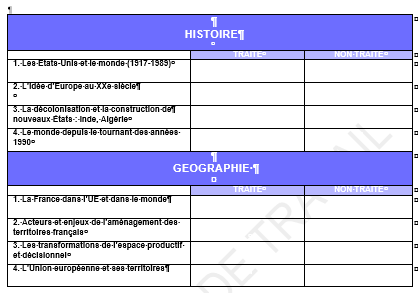 HISTOIRE
TRAITE NON TRAITE
1. Les Etats-Unis et le monde (1917-1989)
2. L'idée d'Europe au XXe siècle
3. La décolonisation et la construction de
nouveaux États : Inde, Algérie
4. Le monde depuis le tournant des années
1990
GEOGRAPHIE
TRAITE NON TRAITE
1. La France dans l'UE et dans le monde
2. Acteurs et enjeux de l'aménagement des
territoires français
3. Les transformations de l'espace productif
et décisionnel
4. L'Union européenne et ses territoires
DE TRAVAIL